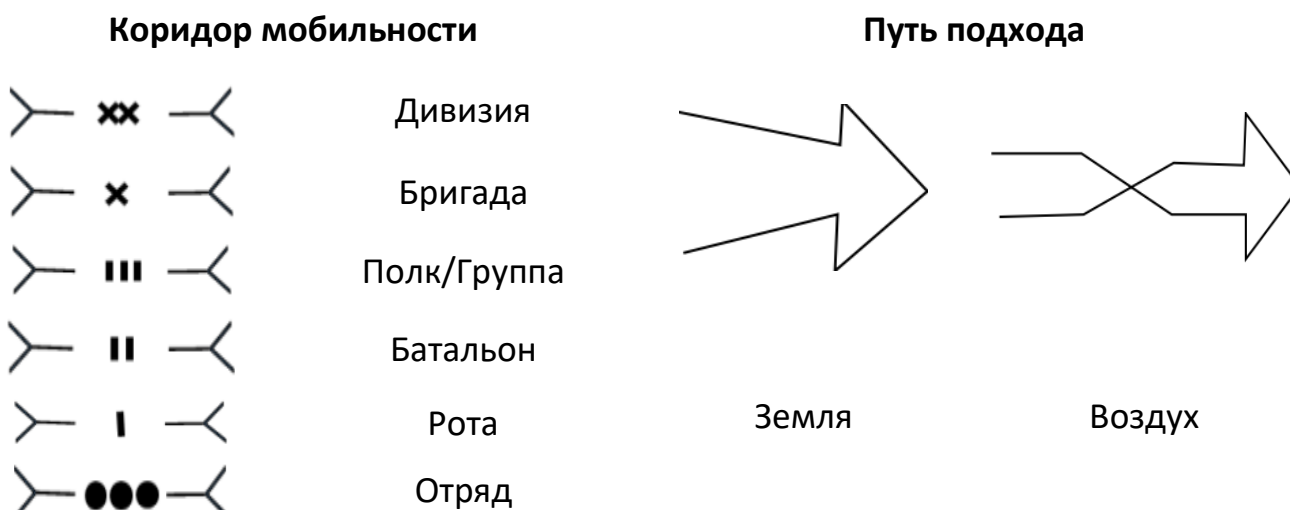 Коридор мобильности
Путь подхода
Дивизия
Бригада
Полк/Группа
Батальон
Рота
Отряд
Земля
Воздух